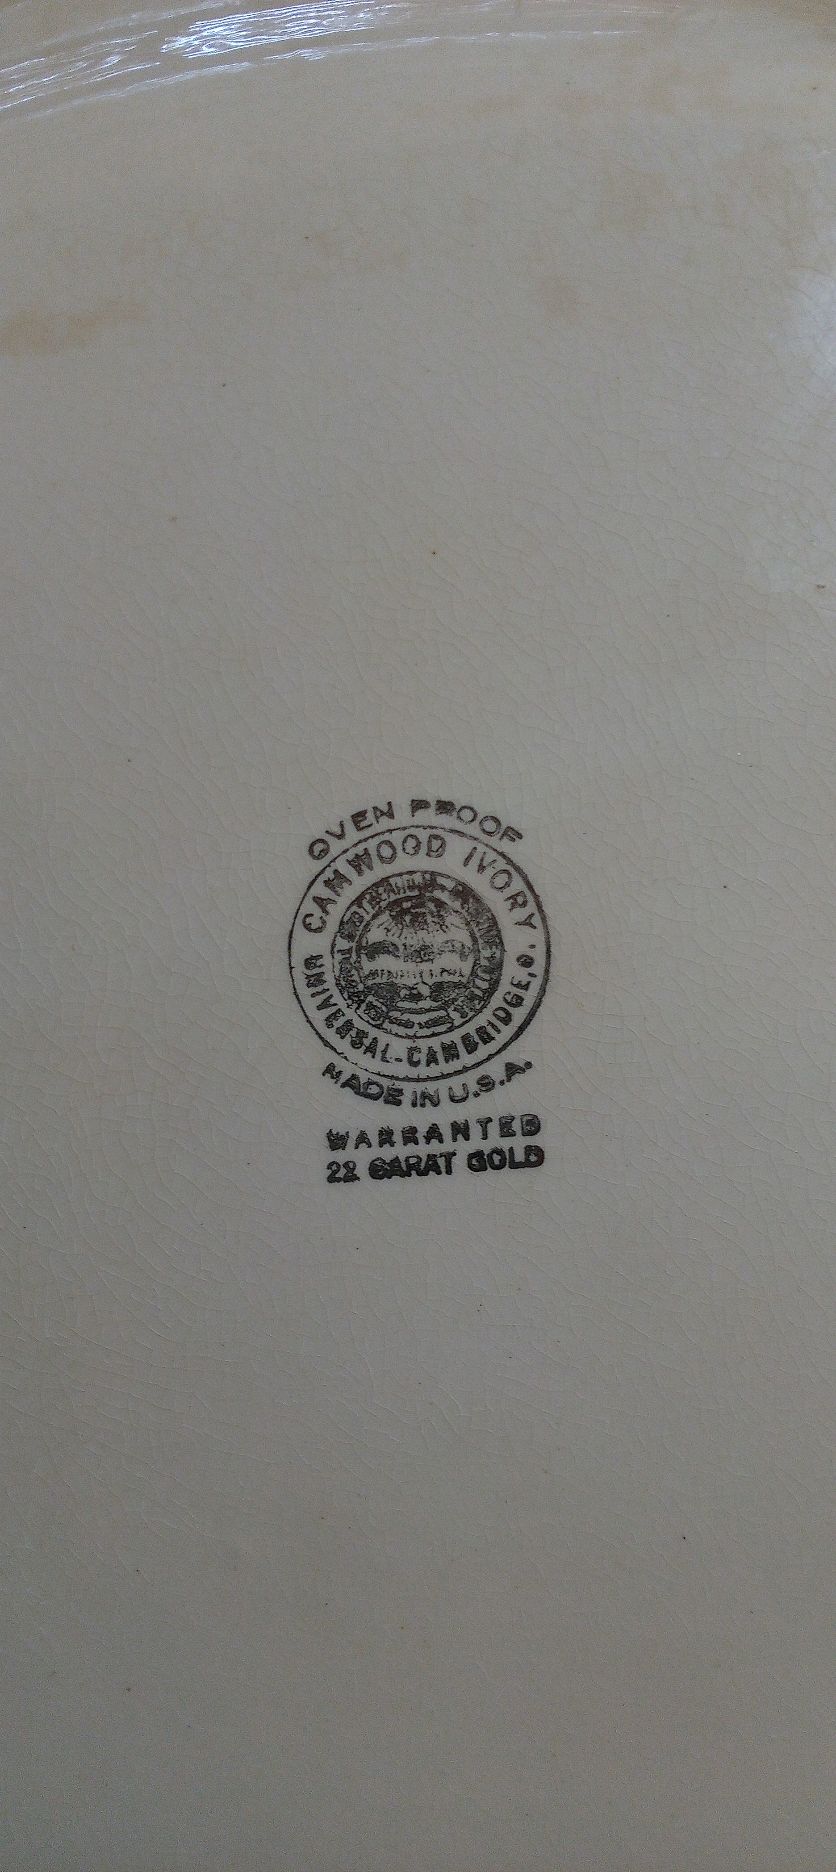 OVEN PROOF
CAMWOOD IVORY
UNIVERSAL-CAMBRIDGE, O.
MADE IN U.S.A.
WARRANTED
22 CARAT GOLD